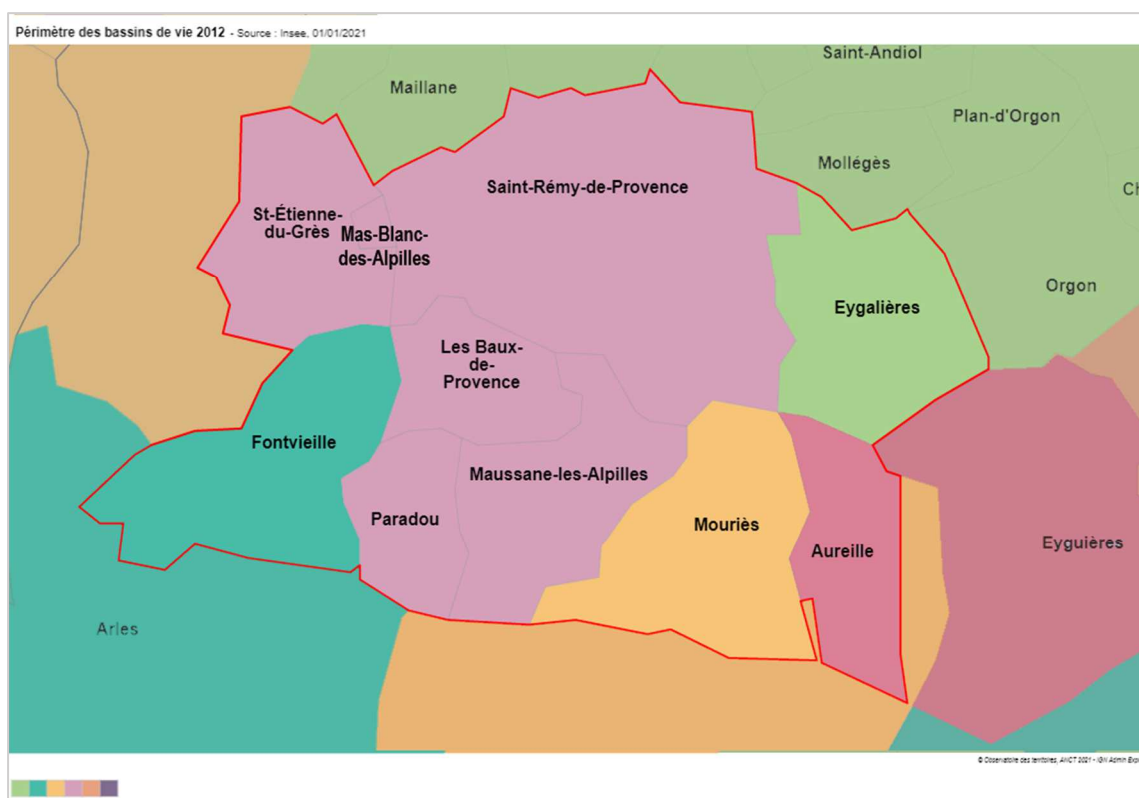 Périmètre des bassins de vie 2012 - Source : Insee, 01/01/2021
Saint-Andiol
Maillane
Plan-d'Orgon
Mollégès
Saint-Rémy-de-Provence
Ch
St-Étienne-
du-Grès
Mas-Blanc-
des-Alpilles
Orgon
Eygalières
Les Baux-
de-
Provence
Fontvieille
Maussane-les-Alpilles
Paradou
Mouriès
Aureille
Eyguières
Arles
© Observatoire des territoires, ANCT 2021 - IGN Admin Exp